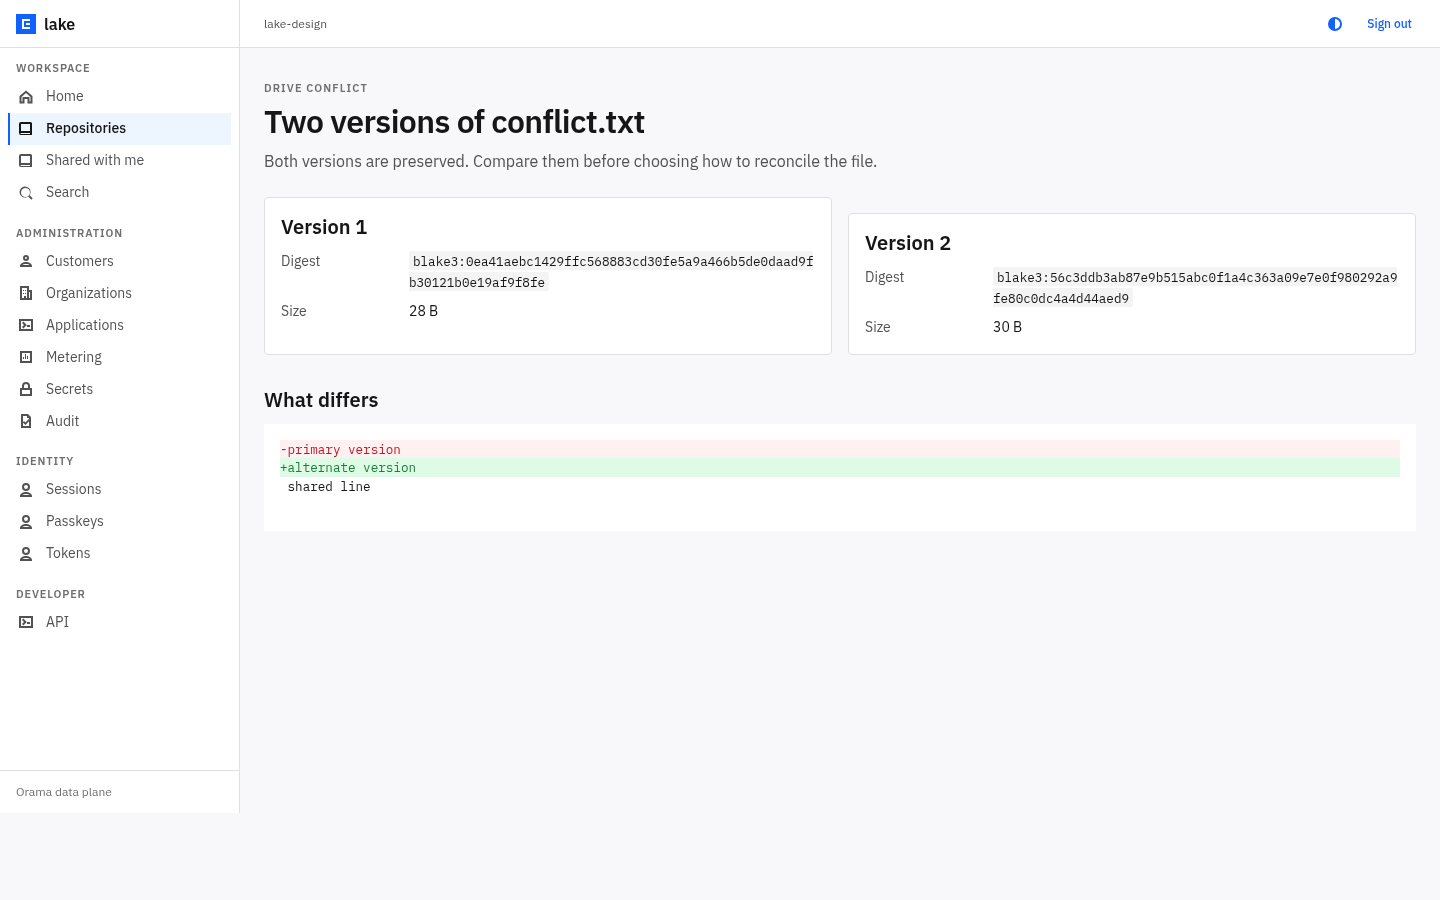 lake
lake-design
Sign out
WORKSPACE
Home
Repositories
Shared with me
Search
ADMINISTRATION
Customers
Organizations
Applications
Metering
Secrets
Audit
IDENTITY
Sessions
Passkeys
Tokens
DEVELOPER
API
Orama data plane
DRIVE CONFLICT
Two versions of conflict.txt
Both versions are preserved. Compare them before choosing how to reconcile the file.
Version 1
Digest
blake3:0ea41aebc1429ffc568883cd30fe5a9a466b5de0daad9f
b30121b0e19af9f8fe
Size
28 B
Version 2
Digest
blake3:56c3ddb3ab87e9b515abc0f1a4c363a09e7e0f980292a9
fe80c0dc4a4d44aed9
Size
30 B
What differs
-primary version
+alternate version
shared line